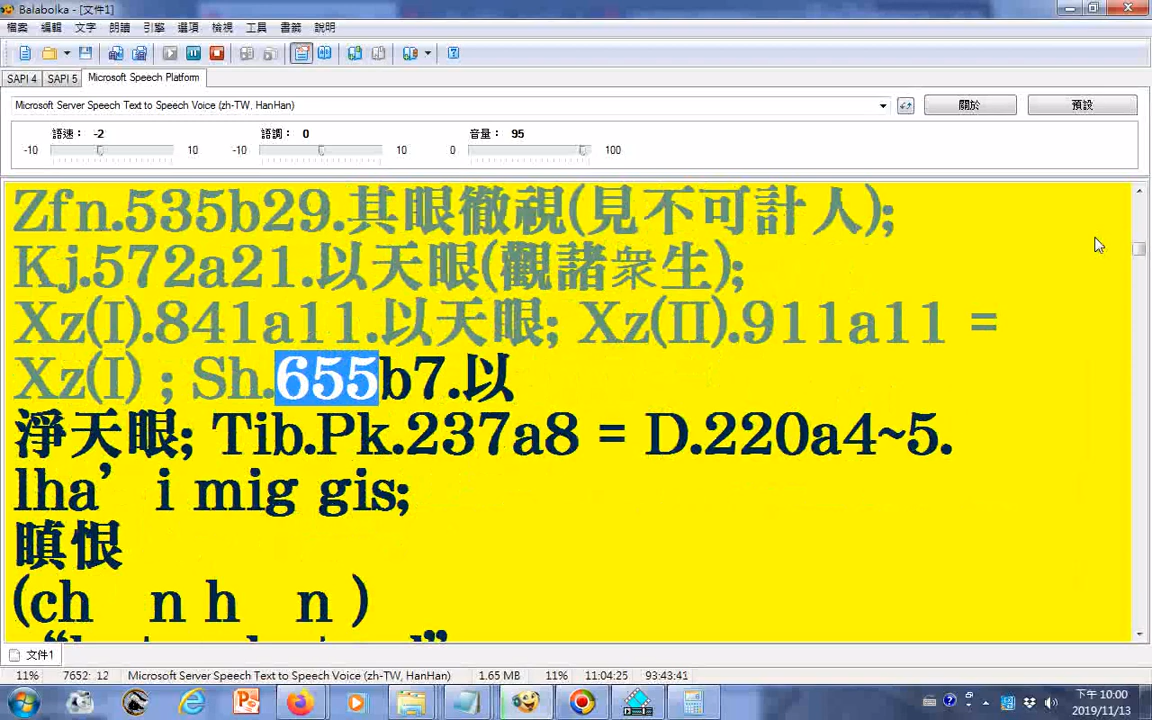 Balabolka - [文件1]
檔案 編輯 文字 朗讀 引擎 選項 檢視 工具 書籤 說明
SAPI 4 SAPI 5 Microsoft Speech Platform
Microsoft Server Speech Text to Speech Voice (zh-TW, HanHan) 關於 預設
語速： -2 語調： 0 音量： 95
-10 10 -10 10 0 100
Zfn.535b29.其眼徹視(見不可計人);
Kj.572a21.以天眼(觀諸衆生);
Xz(I).841a11.以天眼; Xz(Π).911a11 =
Xz(I) ; Sh.655b7.以
淨天眼; Tib.Pk.237a8 = D.220a4~5.
lha’ i mig gis;
瞋恨
(ch n h n )
文件1
11% 7652: 12 Microsoft Server Speech Text to Speech Voice (zh-TW, HanHan) 1.65 MB 11% 11:04:25 93:43:41
下午 10:00
2019/11/13